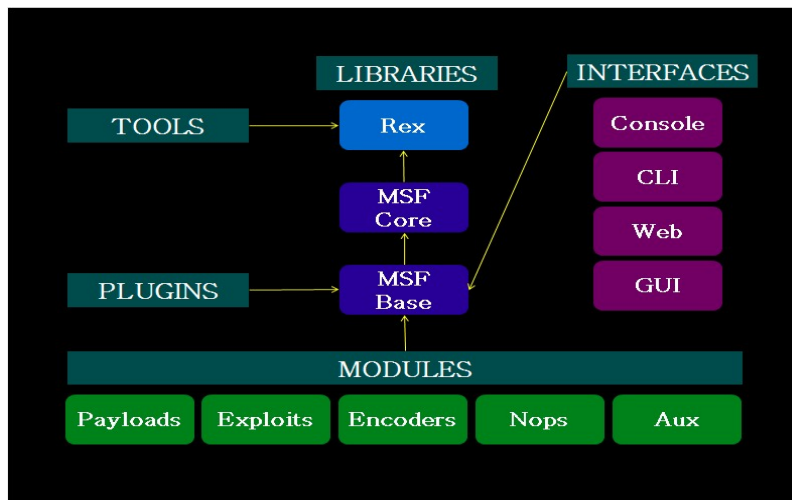 LIBRARIES
INTERFACES
TOOLS
Rex
Console
MSF
Core
CLI
Web
PLUGINS
MSF
Base
GUI
MODULES
Payloads
Exploits
Encoders
Nops
Aux